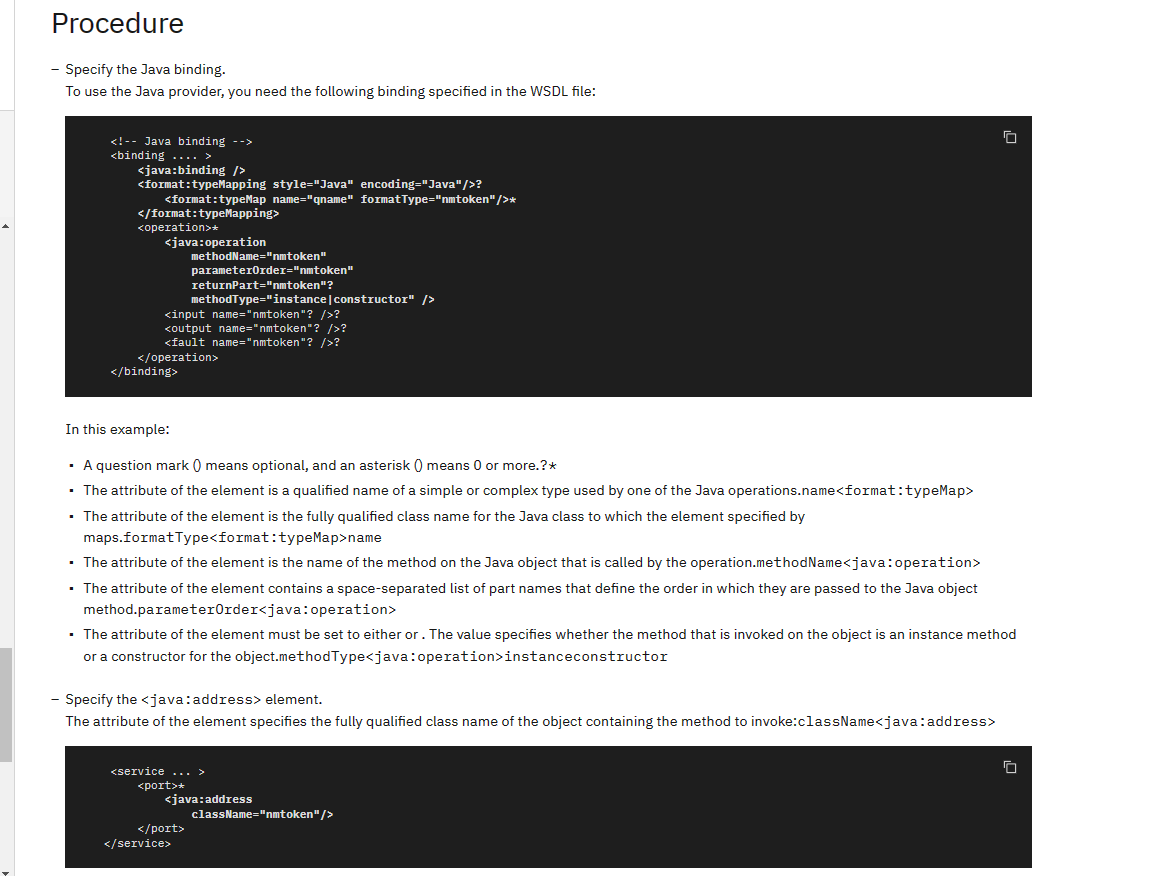 Procedure
– Specify the Java binding.
To use the Java provider, you need the following binding specified in the WSDL file:
<!-- Java binding -->
<binding .... >
<java:binding />
<format:typeMapping style="Java" encoding="Java"/>?
<format:typeMap name="qname" formatType="nmtoken"/>*
</format:typeMapping>
<operation>*
<java:operation
methodName="nmtoken"
parameterOrder="nmtoken"
returnPart="nmtoken"?
methodType="instance|constructor" />
<input name="nmtoken"? />?
<output name="nmtoken"? />?
<fault name="nmtoken"? />?
</operation>
</binding>
In this example:
▪ A question mark () means optional, and an asterisk () means 0 or more.?*
▪ The attribute of the element is a qualified name of a simple or complex type used by one of the Java operations.name<format:typeMap>
▪ The attribute of the element is the fully qualified class name for the Java class to which the element specified by
maps.formatType<format:typeMap>name
▪ The attribute of the element is the name of the method on the Java object that is called by the operation.methodName<java:operation>
▪ The attribute of the element contains a space-separated list of part names that define the order in which they are passed to the Java object
method.parameterOrder<java:operation>
▪ The attribute of the element must be set to either or . The value specifies whether the method that is invoked on the object is an instance method
or a constructor for the object.methodType<java:operation>instanceconstructor
– Specify the <java:address> element.
The attribute of the element specifies the fully qualified class name of the object containing the method to invoke:className<java:address>
<service ... >
<port>*
<java:address
className="nmtoken"/>
</port>
</service>